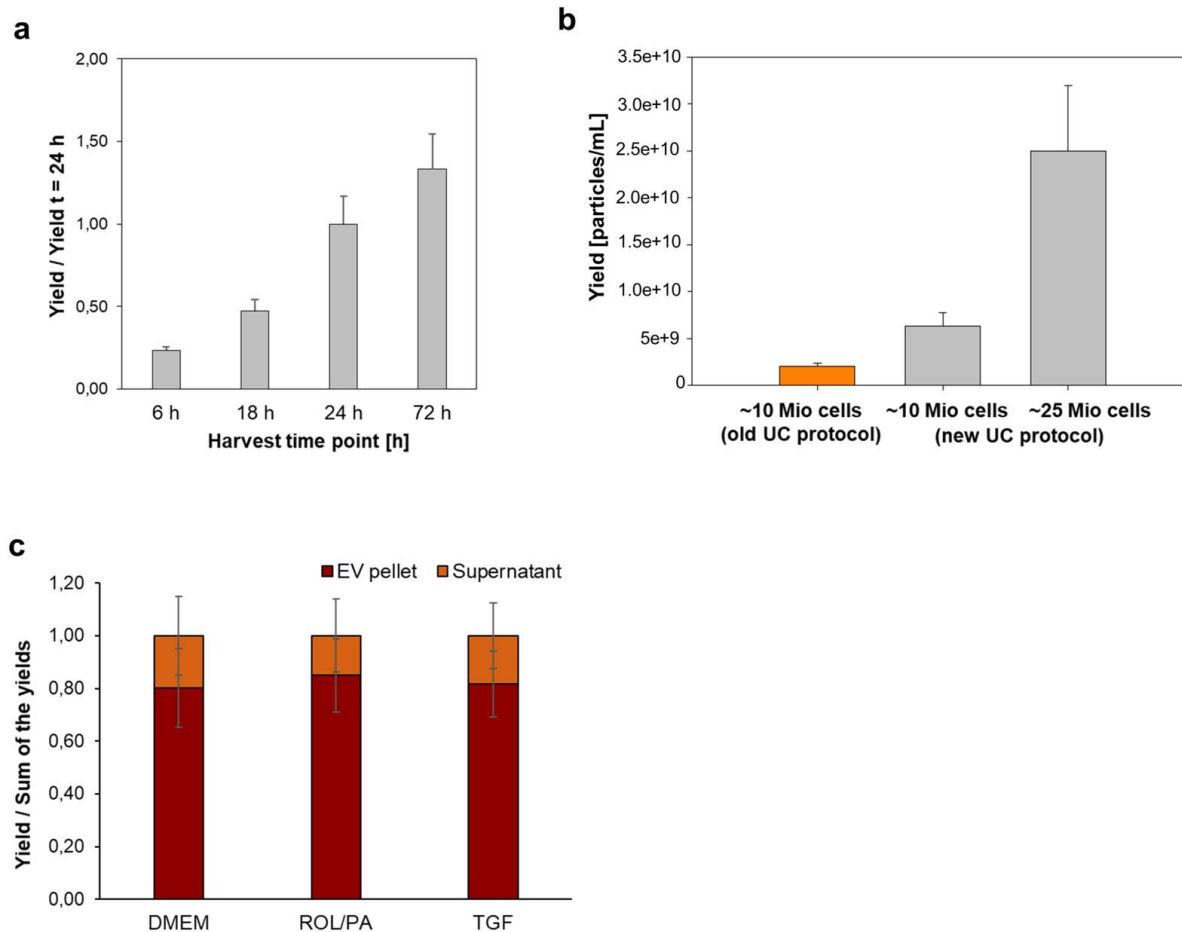 a
2,00
1,50
1,00
0,50
0,00
Yield / Yield t = 24 h
6 h 18 h 24 h 72 h
Harvest time point [h]
b
3.5e+10
3.0e+10
2.5e+10
2.0e+10
1.5e+10
1.0e+10
5e+9
0
Yield [particles/mL]
~10 Mio cells ~10 Mio cells ~25 Mio cells
(old UC protocol) (new UC protocol)
c
EV pellet Supernatant
1,20
1,00
0,80
0,60
0,40
0,20
0,00
Yield / Sum of the yields
DMEM ROL/PA TGF